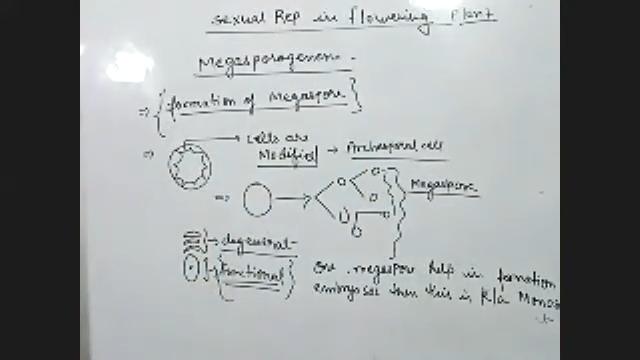 sexual Rep in flowering Plant
Megasporogenesis
⇒ {formation of Megaspore}
⇒ → cells are Modified → Archesporial cell
⇒ → Megaspore
→ degenerat
→ functional
One megaspore help in formation
embryosac then this is K/a Monos